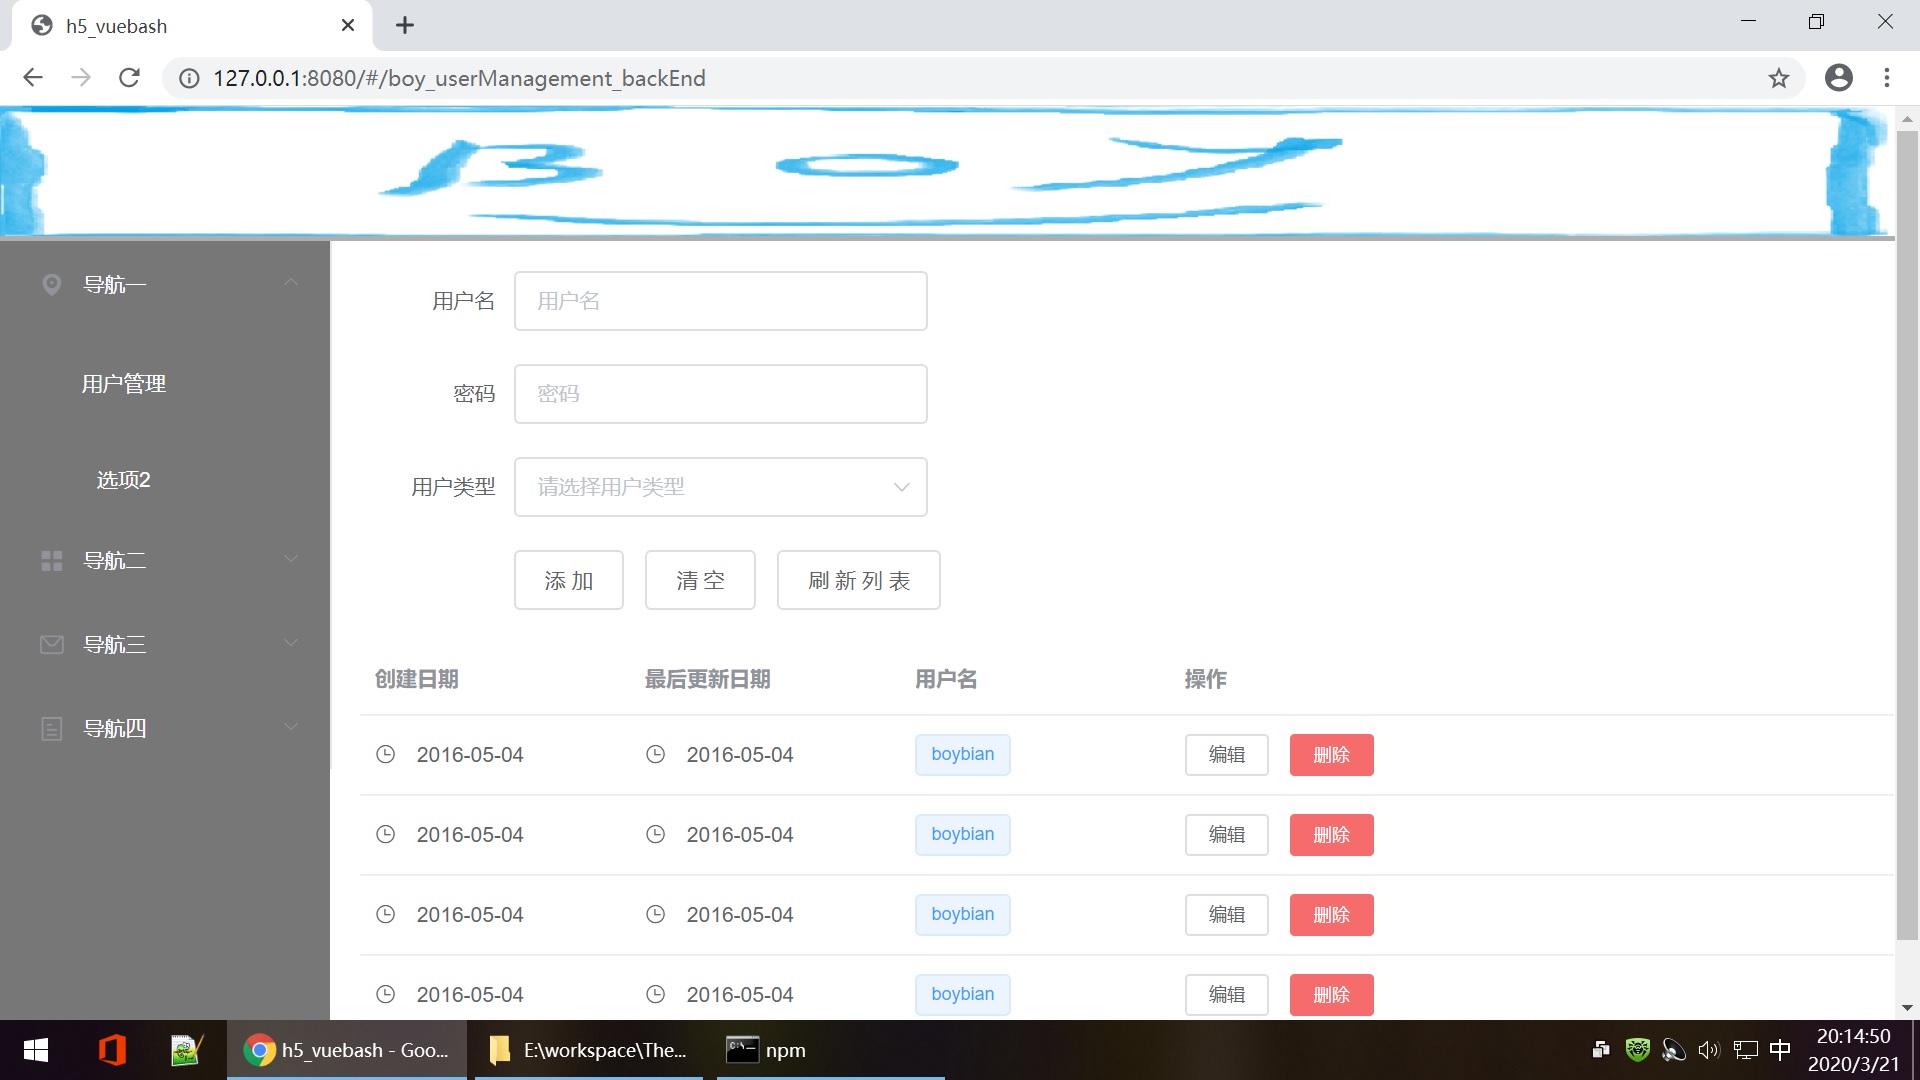 h5_vuebash
127.0.0.1:8080/#/boy_userManagement_backEnd
B O Y
导航一
用户管理
选项2
导航二
导航三
导航四
用户名 用户名
密码 密码
用户类型 请选择用户类型
添 加 清 空 刷 新 列 表
创建日期 最后更新日期 用户名 操作
2016-05-04 2016-05-04 boybian 编辑 删除
2016-05-04 2016-05-04 boybian 编辑 删除
2016-05-04 2016-05-04 boybian 编辑 删除
2016-05-04 2016-05-04 boybian 编辑 删除
h5_vuebash - Goo... E:\workspace\The... C:\_ npm 中 20:14:50
2020/3/21